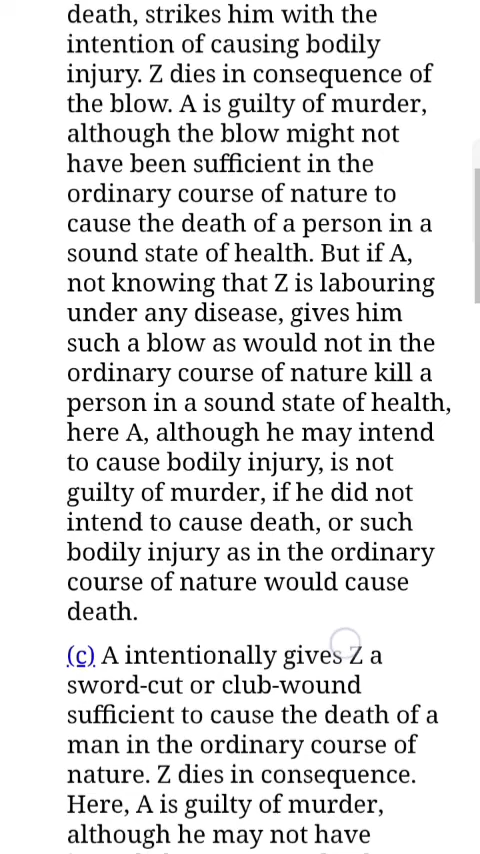 death, strikes him with the
intention of causing bodily
injury. Z dies in consequence of
the blow. A is guilty of murder,
although the blow might not
have been sufficient in the
ordinary course of nature to
cause the death of a person in a
sound state of health. But if A,
not knowing that Z is labouring
under any disease, gives him
such a blow as would not in the
ordinary course of nature kill a
person in a sound state of health,
here A, although he may intend
to cause bodily injury, is not
guilty of murder, if he did not
intend to cause death, or such
bodily injury as in the ordinary
course of nature would cause
death.
(c) A intentionally gives Z a
sword-cut or club-wound
sufficient to cause the death of a
man in the ordinary course of
nature. Z dies in consequence.
Here, A is guilty of murder,
although he may not have